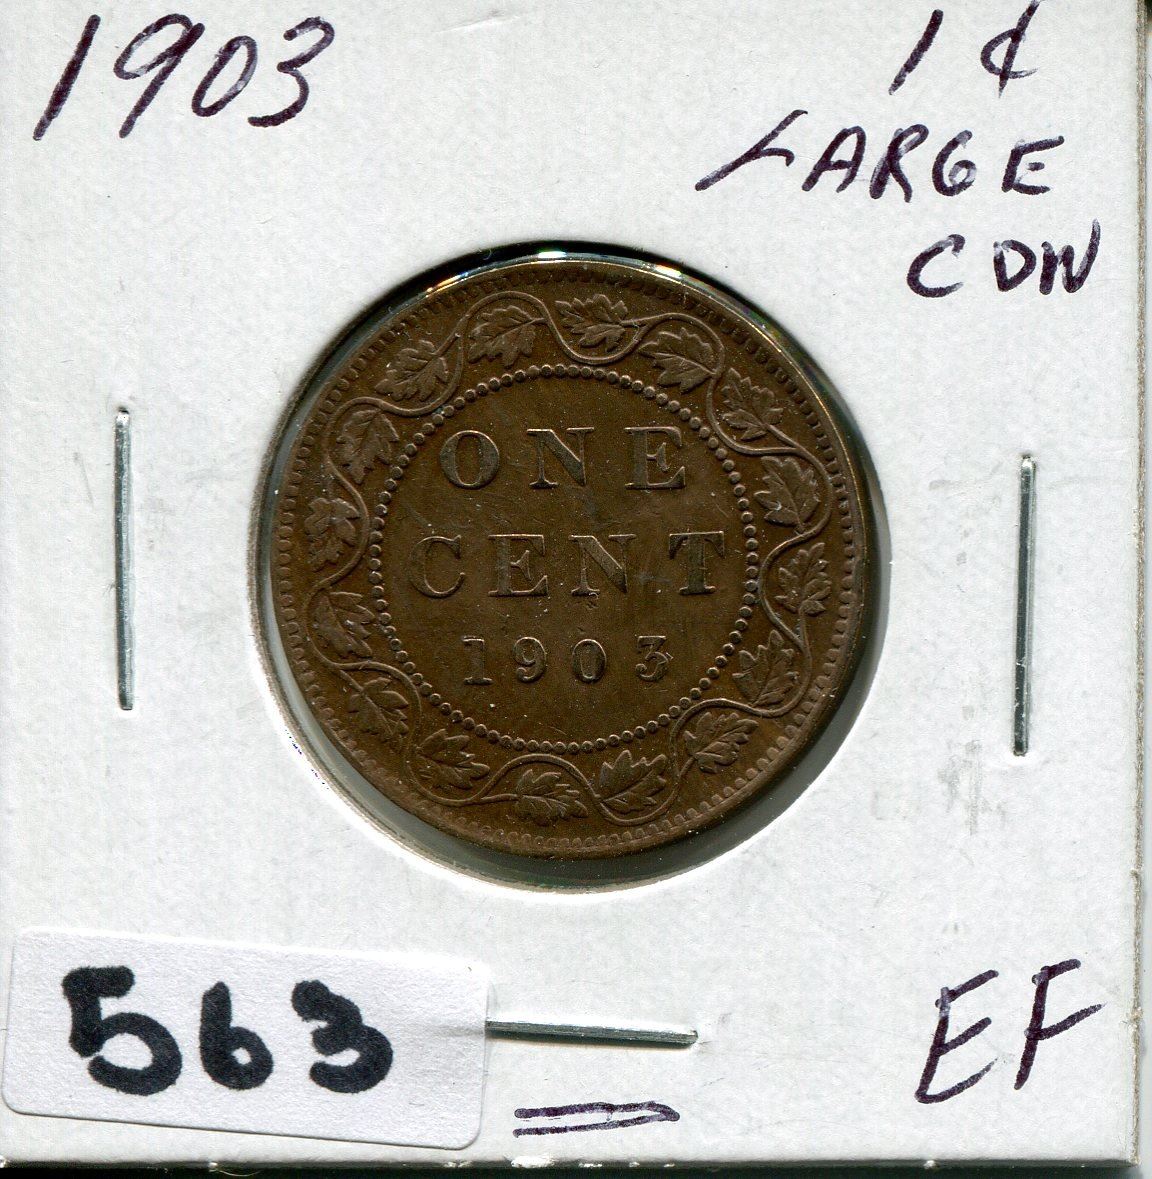 1903
1¢
LARGE
CDN
ONE
CENT
1903
563
EF